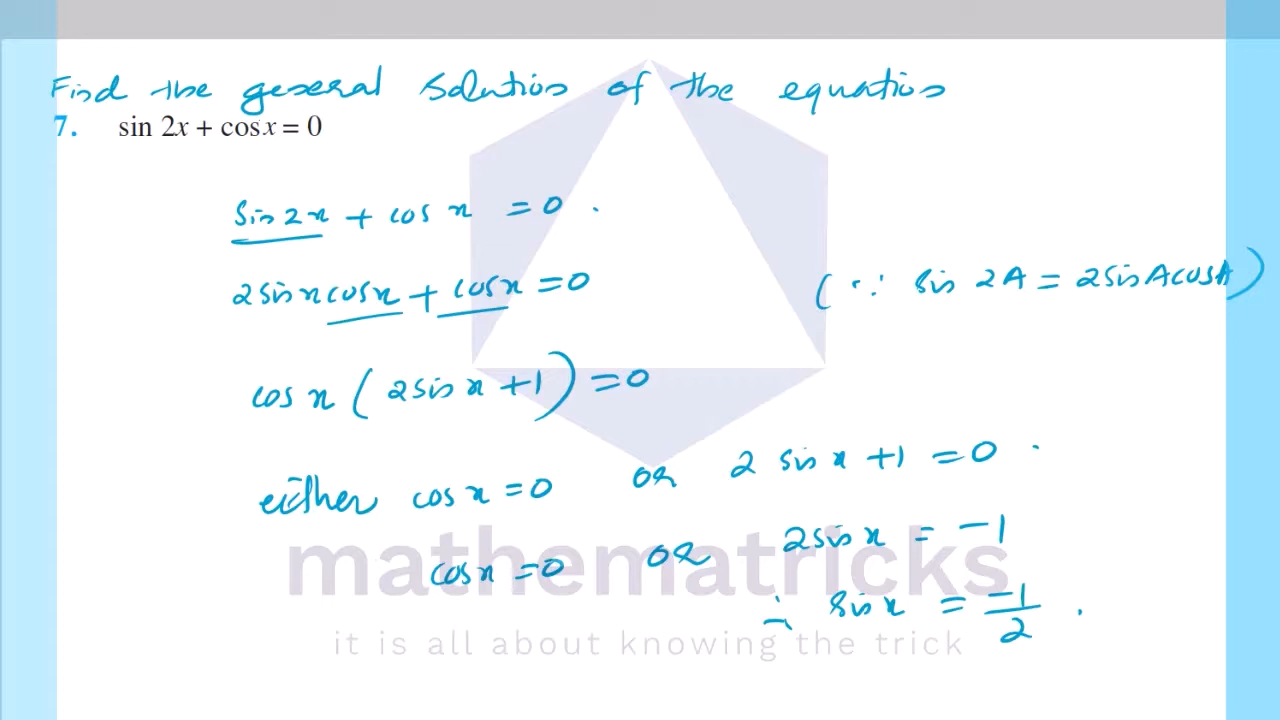 Find the general solution of the equation
7. sin 2x + cos x = 0
sin 2x + cos x = 0 .
2 sin x cos x + cos x = 0 (∵ sin 2A = 2 sin A cos A)
cos x (2 sin x + 1) = 0
either cos x = 0 or 2 sin x + 1 = 0 .
cos x = 0 or 2 sin x = -1
mathematricks
∴ sin x = -1/2 .
it is all about knowing the trick